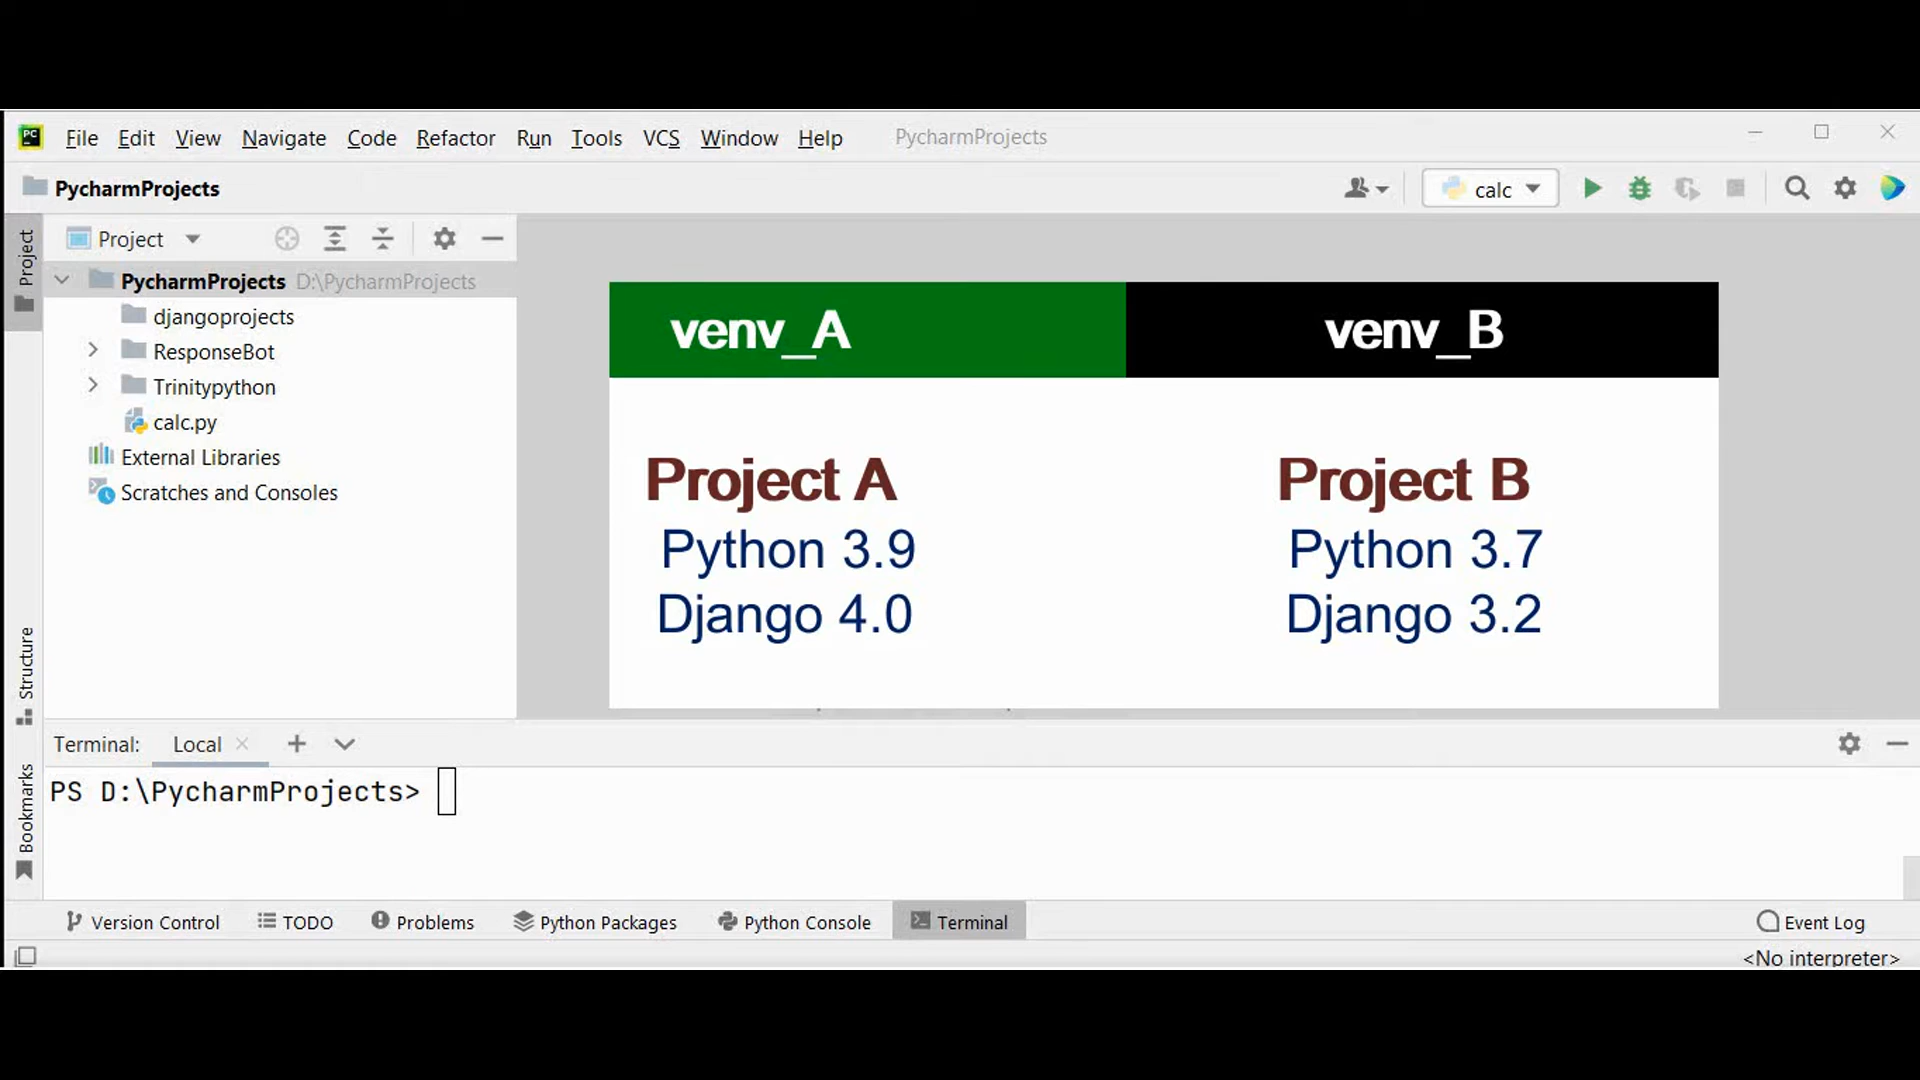 PC File Edit View Navigate Code Refactor Run Tools VCS Window Help PycharmProjects
PycharmProjects calc
Project
Project
PycharmProjects D:\PycharmProjects
djangoprojects
ResponseBot
Trinitypython
calc.py
External Libraries
Scratches and Consoles
venv_A venv_B
Project A Project B
Python 3.9 Python 3.7
Django 4.0 Django 3.2
Structure
Bookmarks
Terminal: Local
PS D:\PycharmProjects>
Version Control TODO Problems Python Packages Python Console Terminal Event Log
<No interpreter>